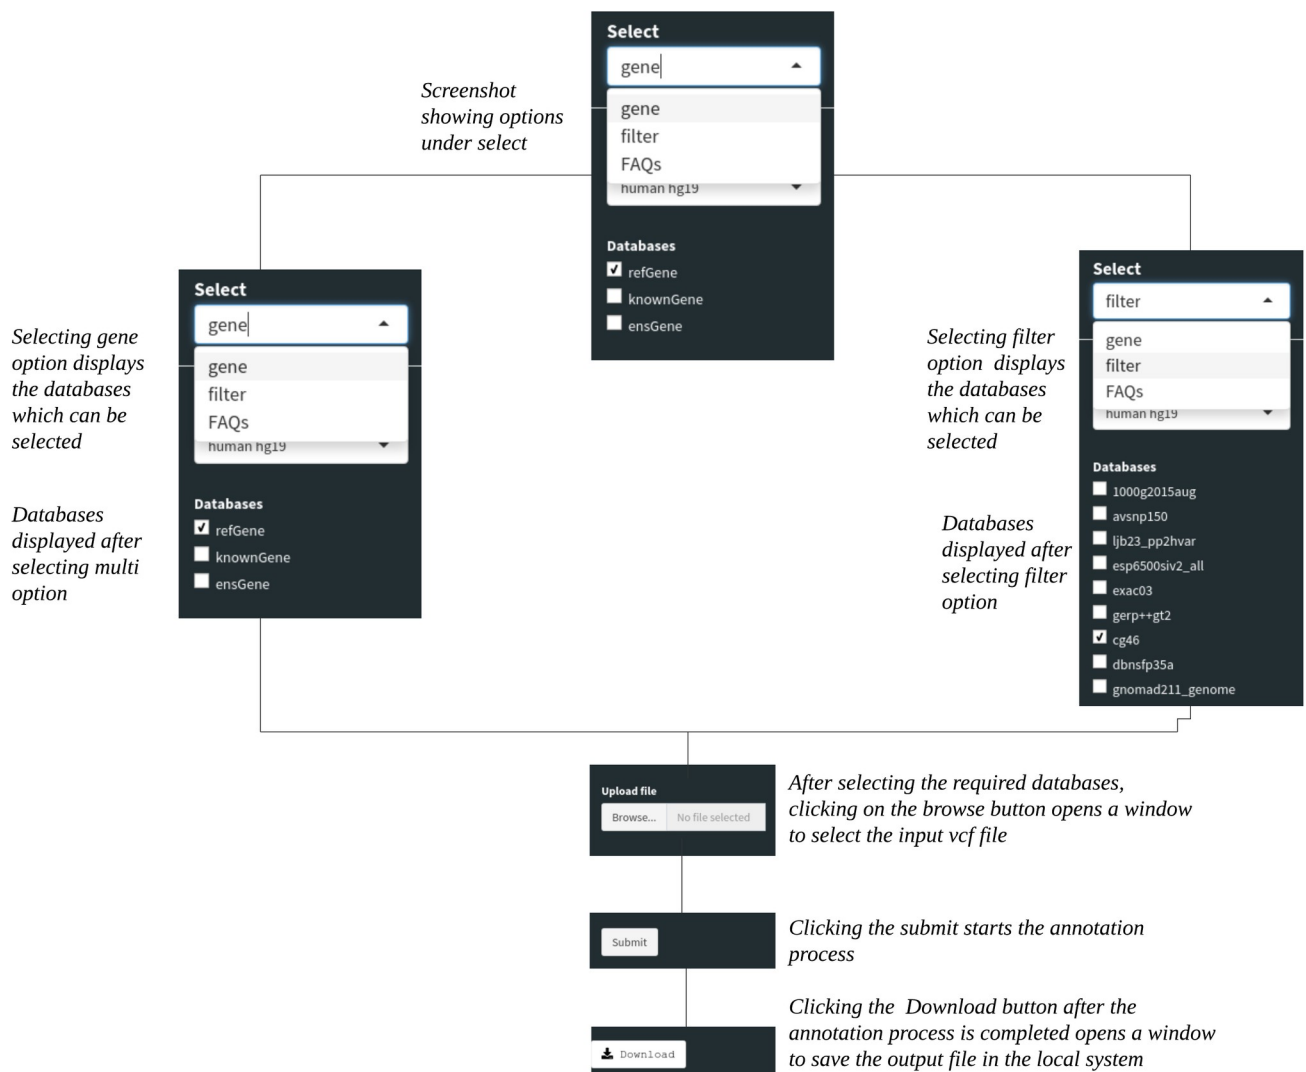 Select
gene
gene
filter
FAQs
human hg19
Databases
refGene
knownGene
ensGene
Screenshot
showing options
under select
Select
gene
gene
filter
FAQs
human hg19
Databases
refGene
knownGene
ensGene
Selecting gene
option displays
the databases
which can be
selected
Databases
displayed after
selecting multi
option
Select
filter
gene
filter
FAQs
human hg19
Databases
1000g2015aug
avsnp150
ljb23_pp2hvar
esp6500siv2_all
exac03
gerp++gt2
cg46
dbnsfp35a
gnomad211_genome
Selecting filter
option displays
the databases
which can be
selected
Databases
displayed after
selecting filter
option
Upload file
Browse... No file selected
After selecting the required databases,
clicking on the browse button opens a window
to select the input vcf file
Submit
Clicking the submit starts the annotation
process
Download
Clicking the Download button after the
annotation process is completed opens a window
to save the output file in the local system